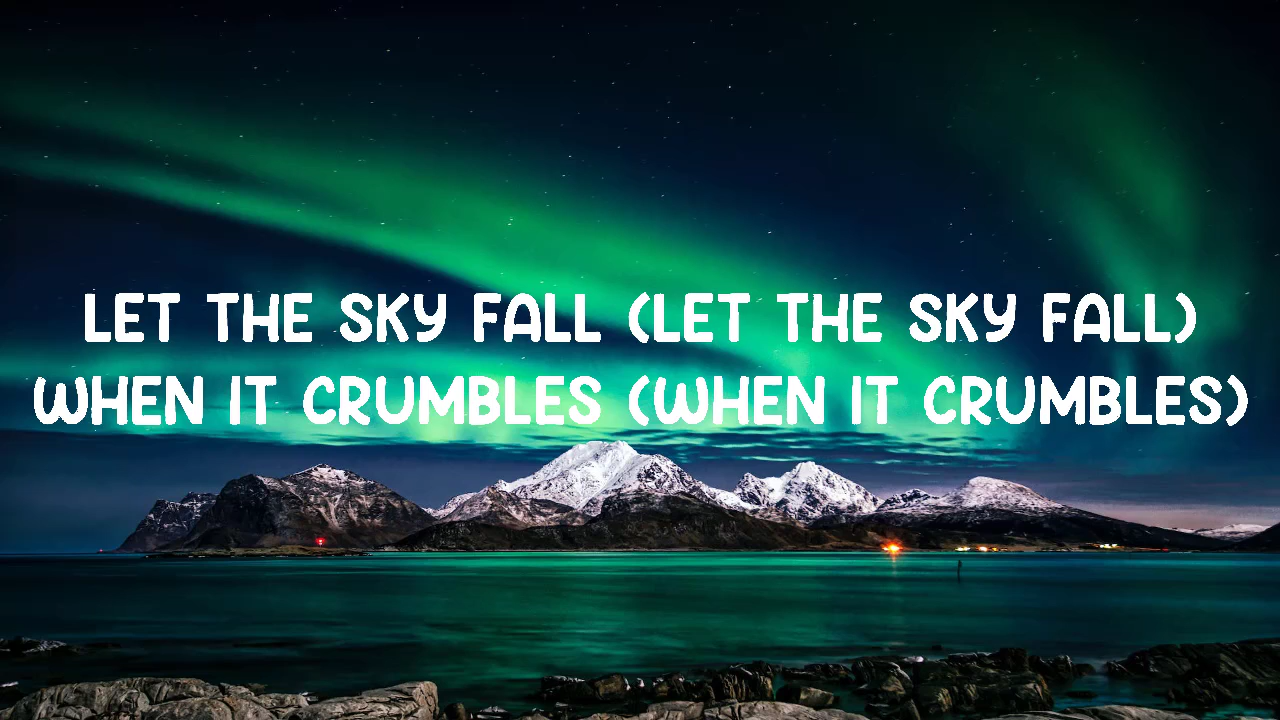 LET THE SKY FALL (LET THE SKY FALL)
WHEN IT CRUMBLES (WHEN IT CRUMBLES)